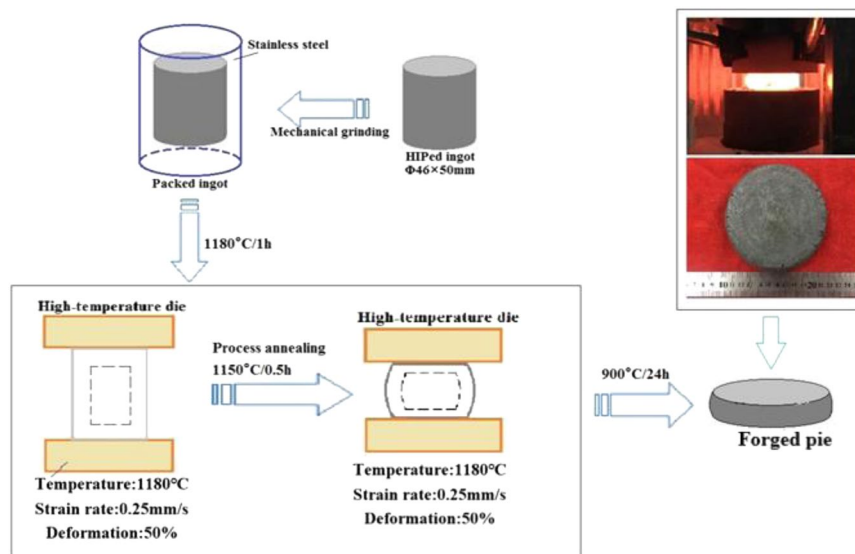 Stainless steel
Mechanical grinding
HIPed ingot
Φ46×50mm
Packed ingot
1180°C/1h
High-temperature die
High-temperature die
Process annealing
1150°C/0.5h
900°C/24h
Temperature:1180℃
Strain rate:0.25mm/s
Deformation:50%
Temperature:1180℃
Strain rate:0.25mm/s
Deformation:50%
Forged pie
10 20